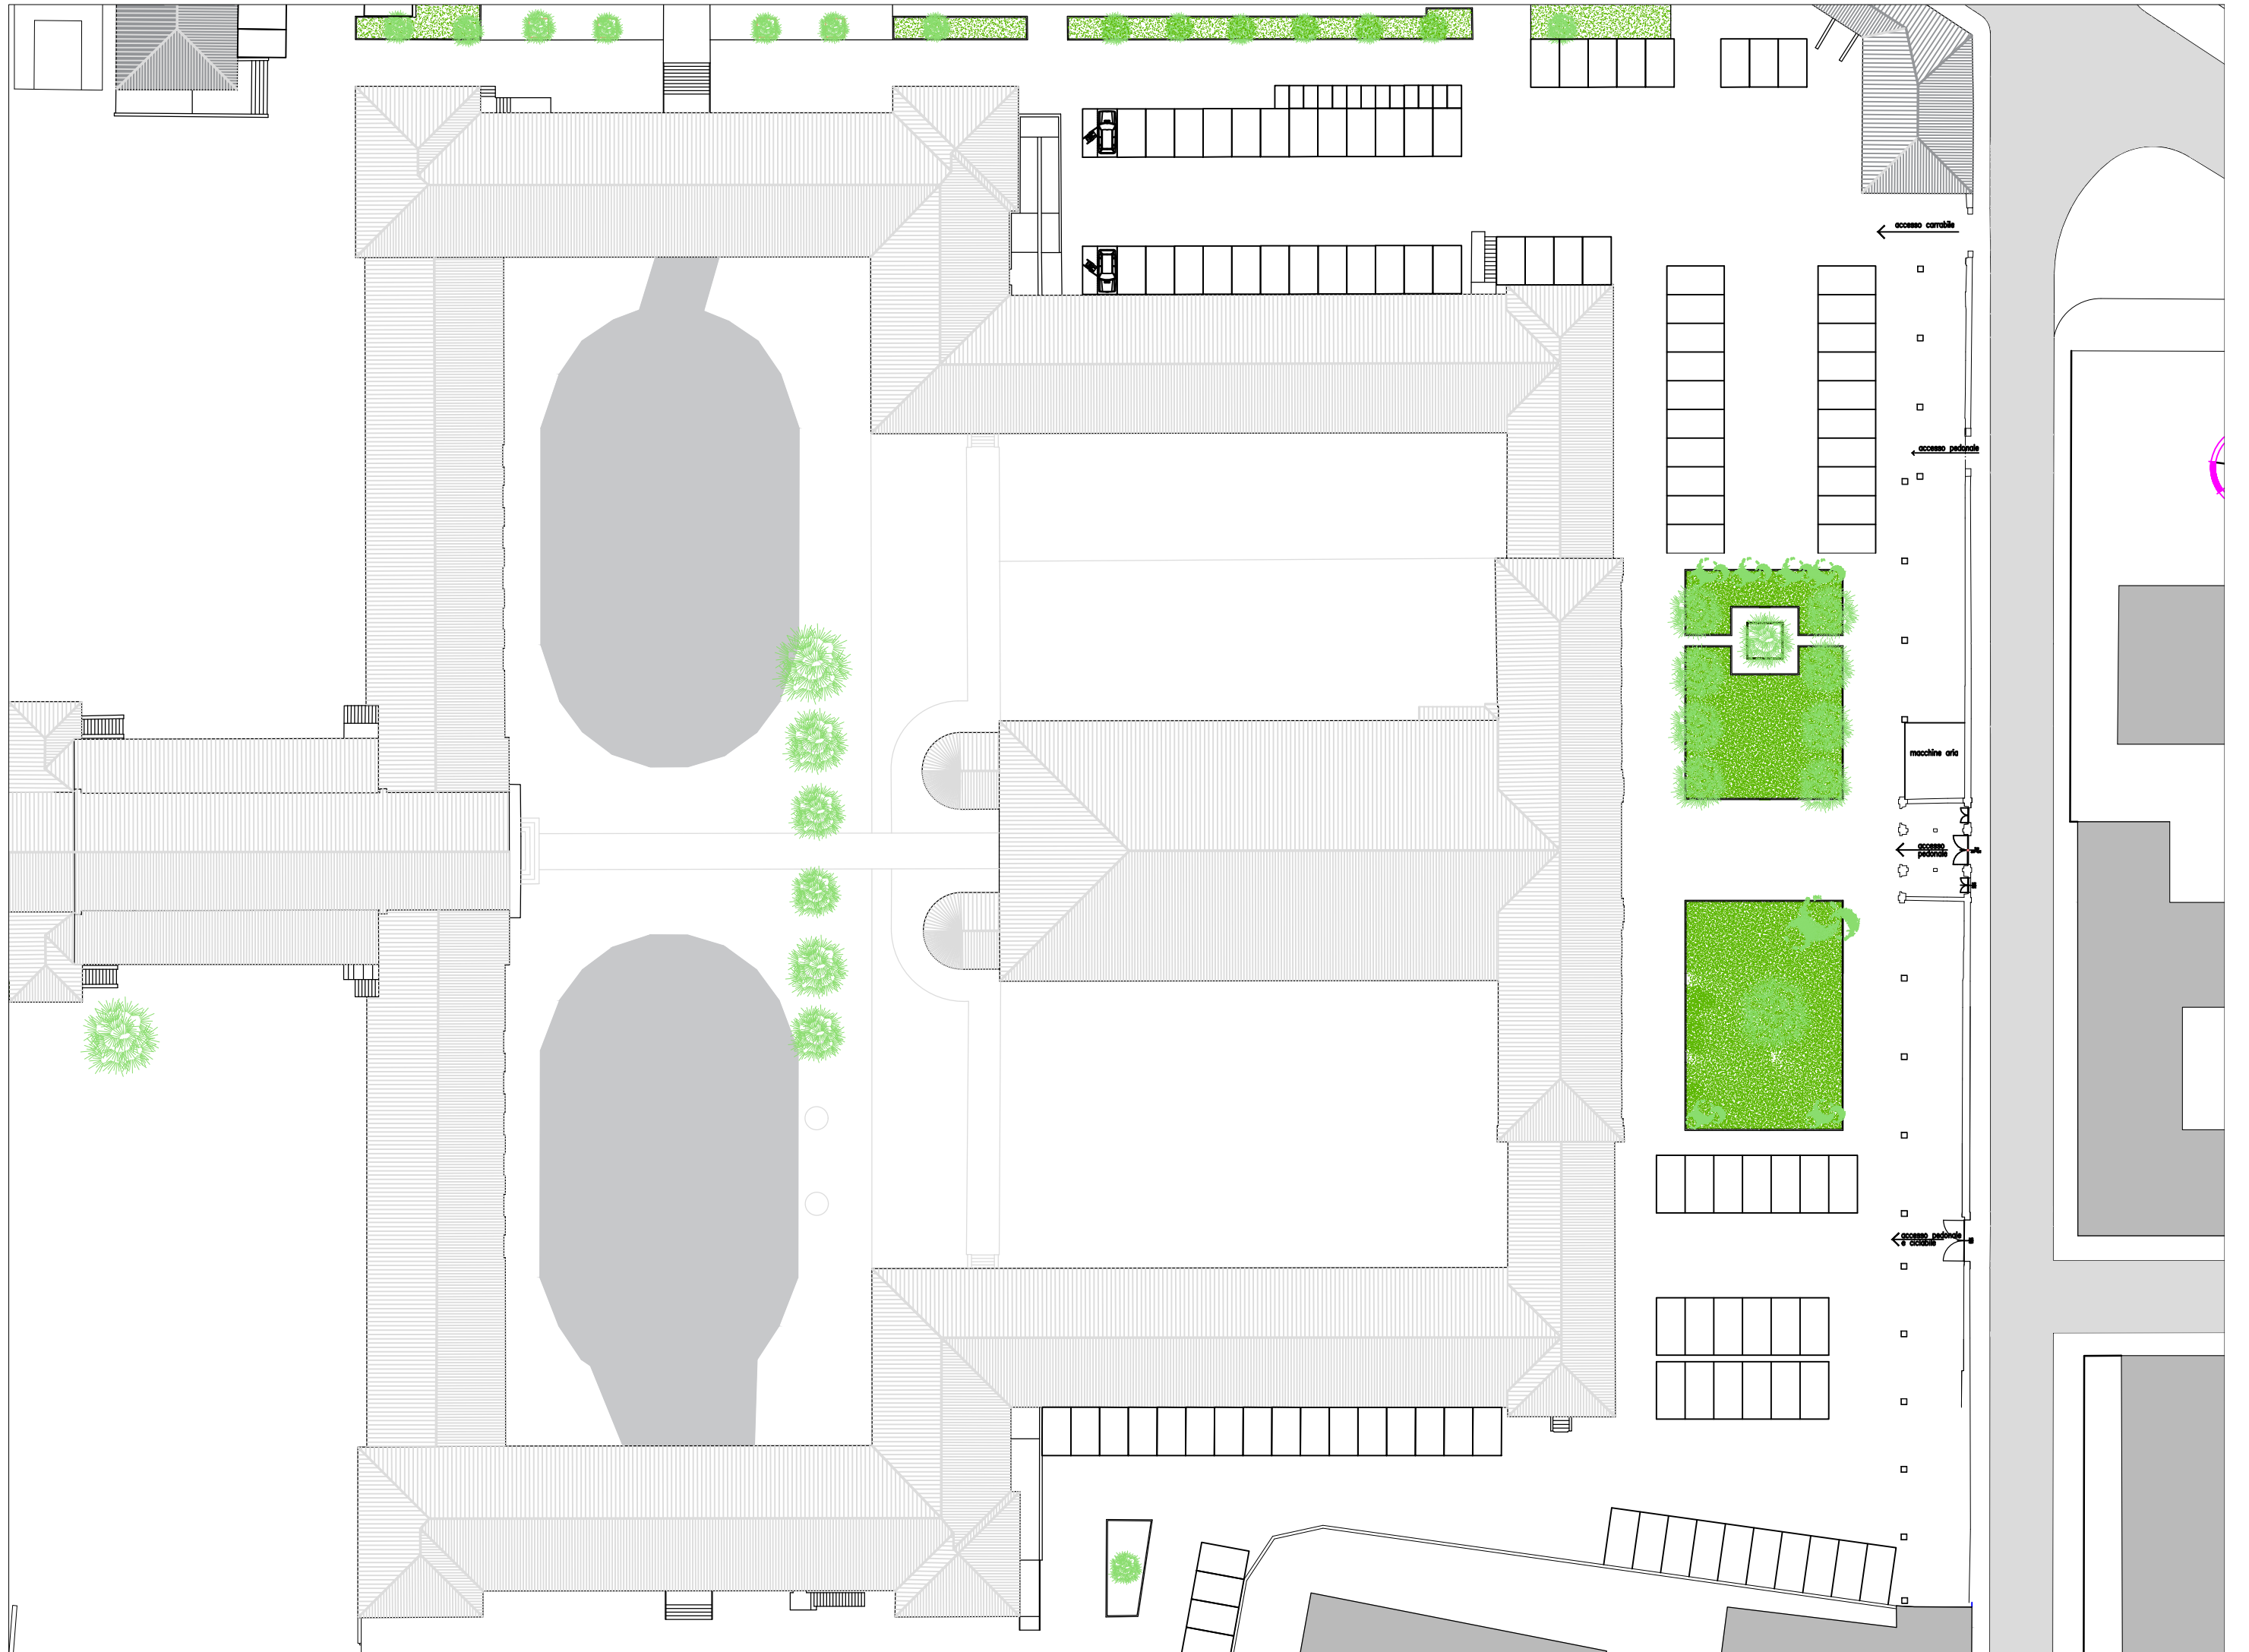 accesso carrabile
accesso pedonale
macchine aria
accesso
pedonale
accesso pedonale
e ciclabile